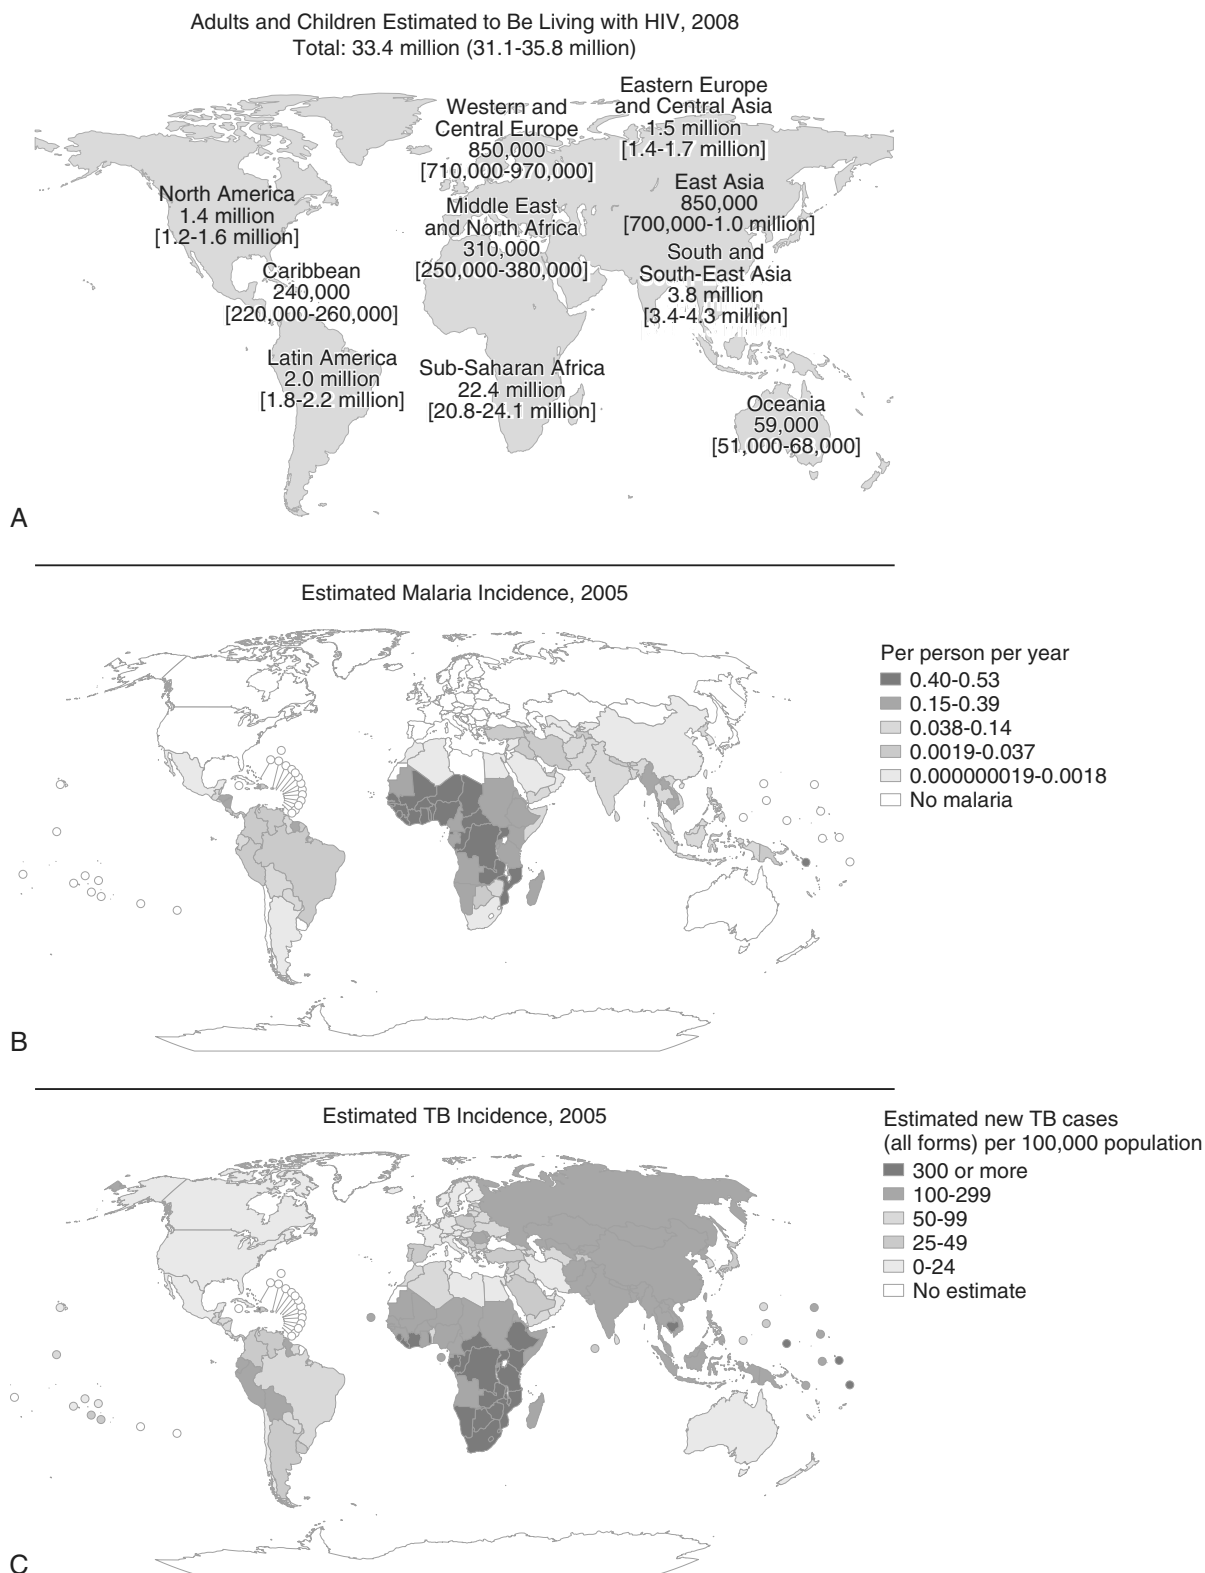 Adults and Children Estimated to Be Living with HIV, 2008
Total: 33.4 million (31.1-35.8 million)
Eastern Europe
and Central Asia
1.5 million
[1.4-1.7 million]
Western and
Central Europe
850,000
[710,000-970,000]
North America
1.4 million
[1.2-1.6 million]
East Asia
850,000
[700,000-1.0 million]
Middle East
and North Africa
310,000
[250,000-380,000]
South and
South-East Asia
3.8 million
[3.4-4.3 million]
Caribbean
240,000
[220,000-260,000]
Latin America
2.0 million
[1.8-2.2 million]
Sub-Saharan Africa
22.4 million
[20.8-24.1 million]
Oceania
59,000
[51,000-68,000]
A
Estimated Malaria Incidence, 2005
Per person per year
0.40-0.53
0.15-0.39
0.038-0.14
0.0019-0.037
0.000000019-0.0018
No malaria
B
Estimated TB Incidence, 2005
Estimated new TB cases
(all forms) per 100,000 population
300 or more
100-299
50-99
25-49
0-24
No estimate
C